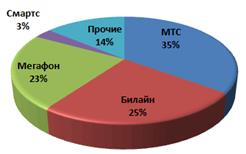 Смартс
3%
Прочие
14%
МТС
35%
Мегафон
23%
Билайн
25%